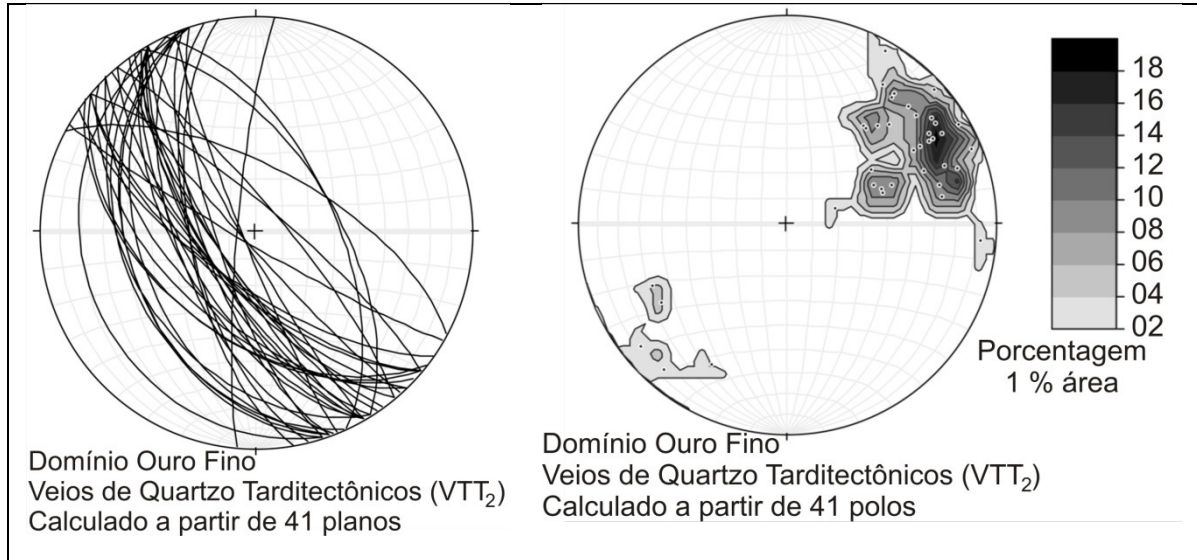 Domínio Ouro Fino
Veios de Quartzo Tarditectônicos (VTT₂)
Calculado a partir de 41 planos
18
16
14
12
10
18
06
04
02
Porcentagem
1 % área
Domínio Ouro Fino
Veios de Quartzo Tarditectônicos (VTT₂)
Calculado a partir de 41 polos